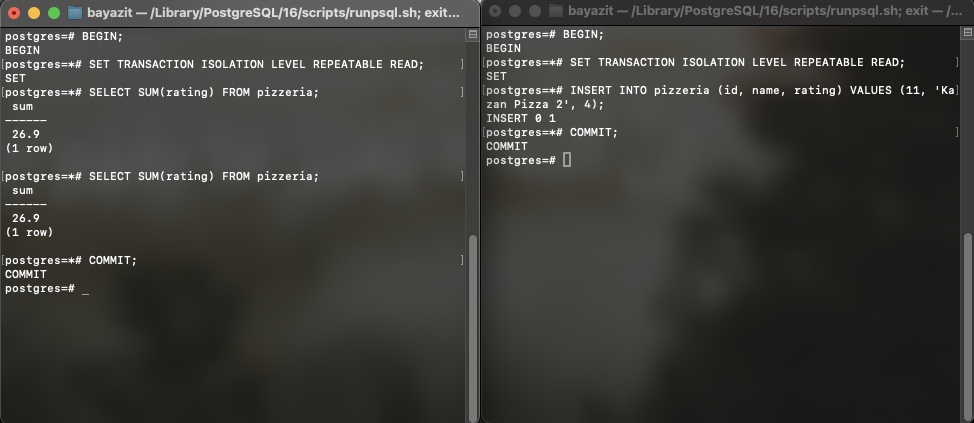 bayazit — /Library/PostgreSQL/16/scripts/runpsql.sh; exit...
postgres=# BEGIN;
BEGIN
[postgres=*# SET TRANSACTION ISOLATION LEVEL REPEATABLE READ; ]
SET
[postgres=*# SELECT SUM(rating) FROM pizzeria; ]
sum
------
26.9
(1 row)
[postgres=*# SELECT SUM(rating) FROM pizzeria; ]
sum
------
26.9
(1 row)
[postgres=*# COMMIT; ]
COMMIT
postgres=# _
bayazit — /Library/PostgreSQL/16/scripts/runpsql.sh; exit — /...
postgres=# BEGIN;
BEGIN
[postgres=*# SET TRANSACTION ISOLATION LEVEL REPEATABLE READ; ]
SET
[postgres=*# INSERT INTO pizzeria (id, name, rating) VALUES (11, 'Ka]
zan Pizza 2', 4);
INSERT 0 1
[postgres=*# COMMIT; ]
COMMIT
postgres=#